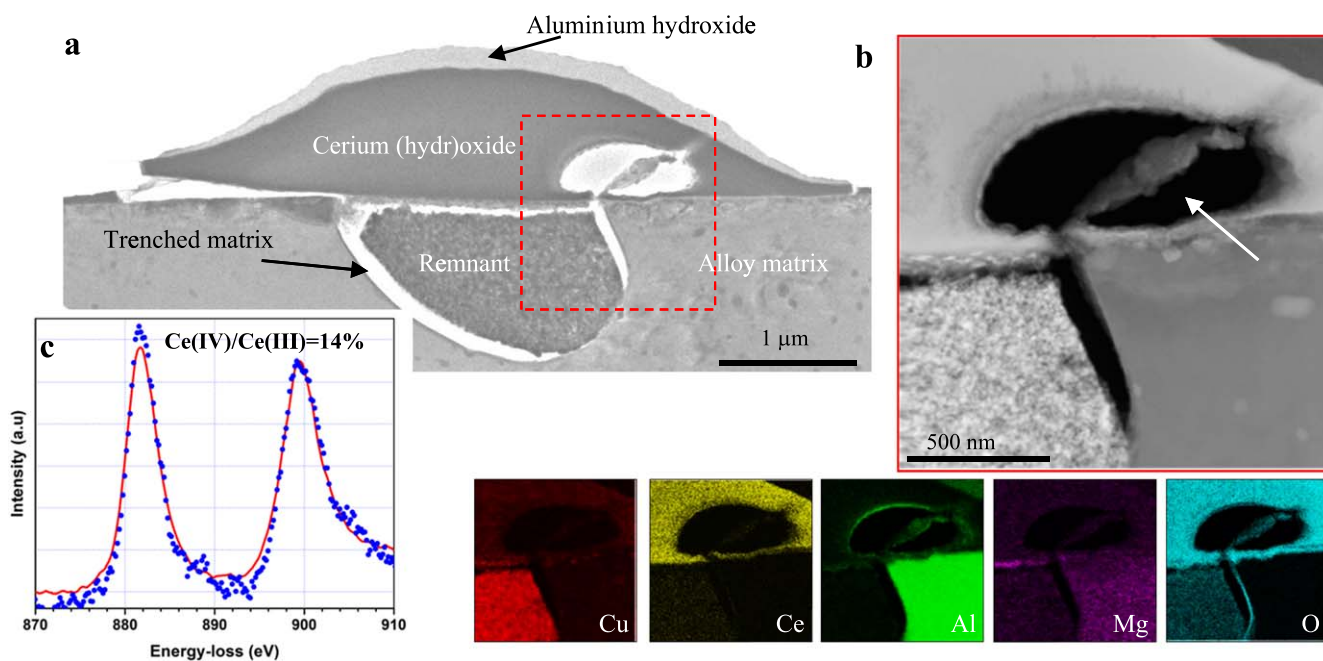 Aluminium hydroxide
a
b
Cerium (hydr)oxide
Trenched matrix
Remnant
Alloy matrix
1 µm
c
Ce(IV)/Ce(III)=14%
Intensity (a.u)
870
880
890
900
910
Energy-loss (eV)
500 nm
Cu
Ce
Al
Mg
O